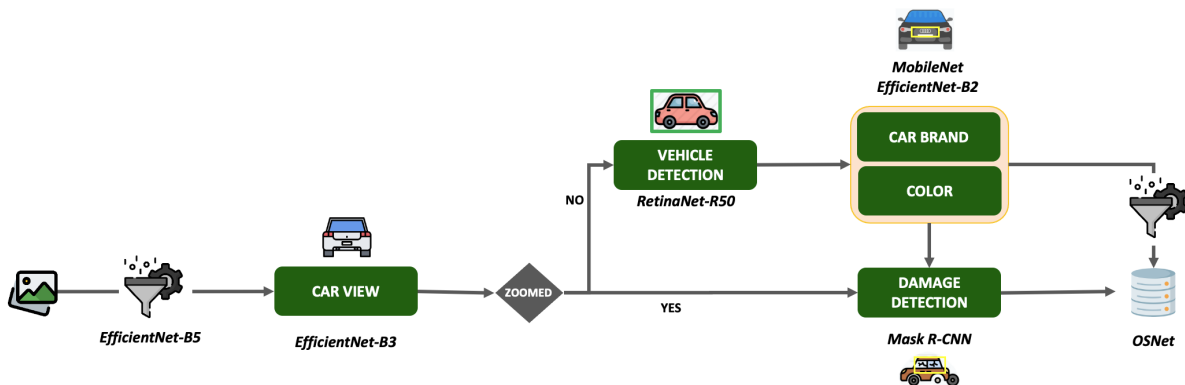 MobileNet
EfficientNet-B2
CAR BRAND
COLOR
VEHICLE
DETECTION
RetinaNet-R50
NO
CAR VIEW
ZOOMED
YES
DAMAGE
DETECTION
EfficientNet-B5
EfficientNet-B3
Mask R-CNN
OSNet